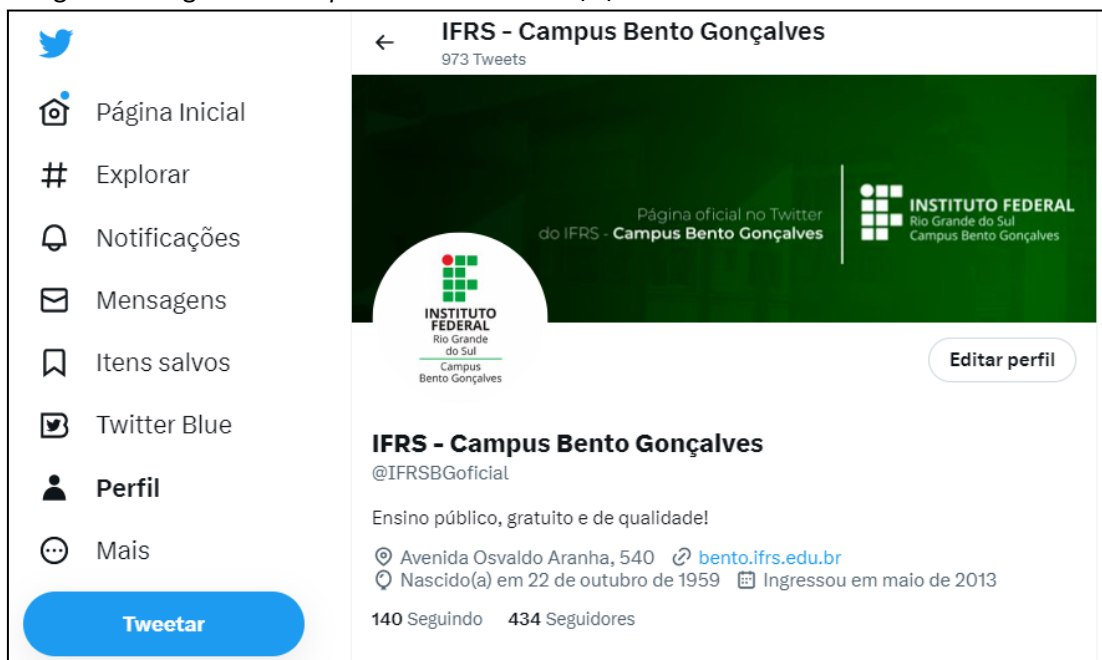 Página Inicial
Explorar
Notificações
Mensagens
Itens salvos
Twitter Blue
Perfil
Mais
Tweetar
IFRS - Campus Bento Gonçalves
973 Tweets
Página oficial no Twitter
do IFRS - Campus Bento Gonçalves
INSTITUTO FEDERAL
Rio Grande do Sul
Campus Bento Gonçalves
INSTITUTO
FEDERAL
Rio Grande
do Sul
Campus
Bento Gonçalves
Editar perfil
IFRS - Campus Bento Gonçalves
@IFRSBGoficial
Ensino público, gratuito e de qualidade!
Avenida Osvaldo Aranha, 540 bento.ifrs.edu.br
Nascido(a) em 22 de outubro de 1959 Ingressou em maio de 2013
140 Seguindo 434 Seguidores